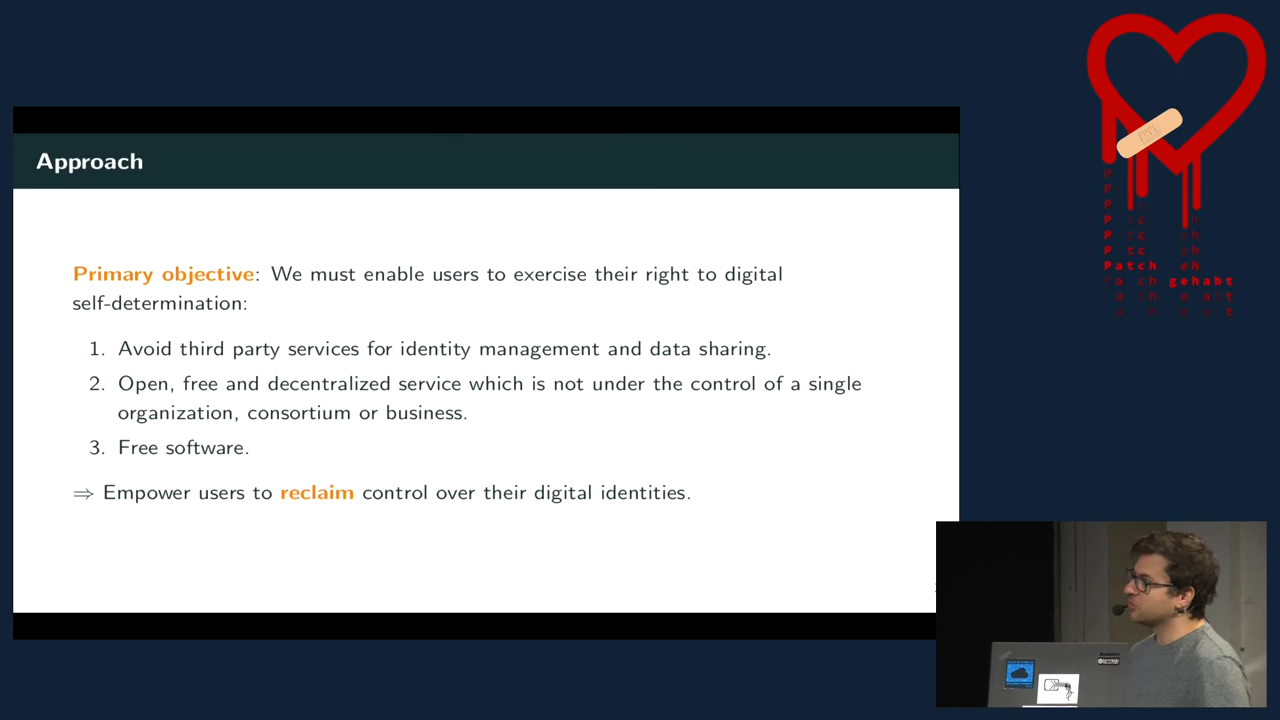 Approach
Primary objective: We must enable users to exercise their right to digital
self-determination:
1. Avoid third party services for identity management and data sharing.
2. Open, free and decentralized service which is not under the control of a single
organization, consortium or business.
3. Free software.
⇒ Empower users to reclaim control over their digital identities.
Patch
gehabt